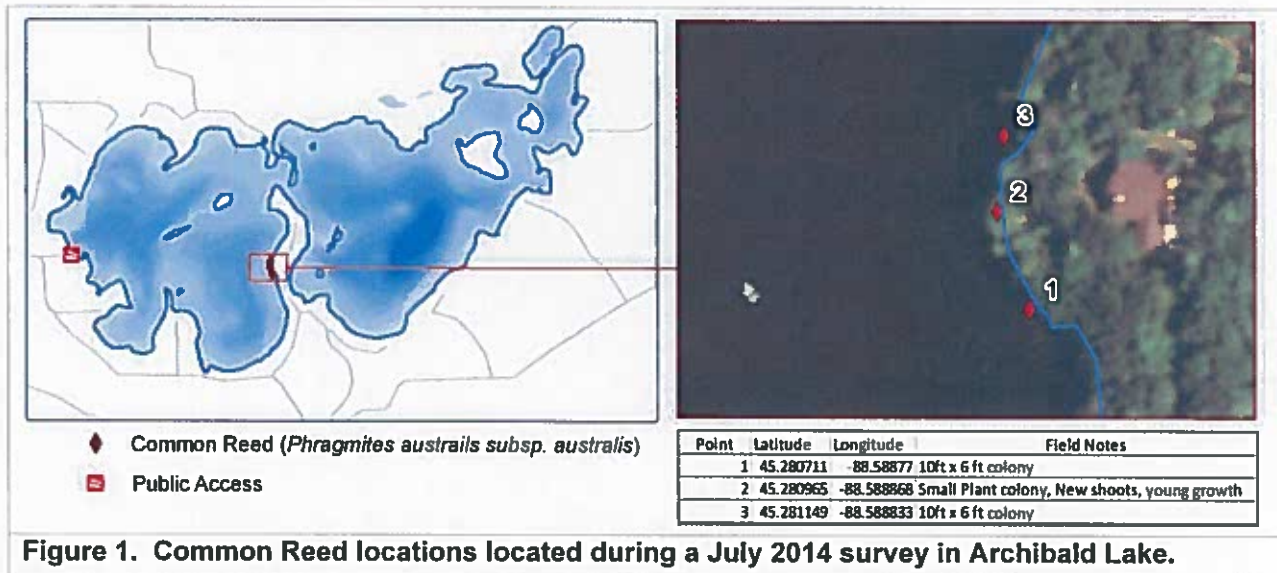 3
2
1
Common Reed (Phragmites austrails subsp. australis)
Public Access
Point Latitude Longitude Field Notes
1 45.280711 -88.58877 10ft x 6 ft colony
2 45.280965 -88.588868 Small Plant colony, New shoots, young growth
3 45.281149 -88.588833 10ft x 6 ft colony
Figure 1. Common Reed locations located during a July 2014 survey in Archibald Lake.